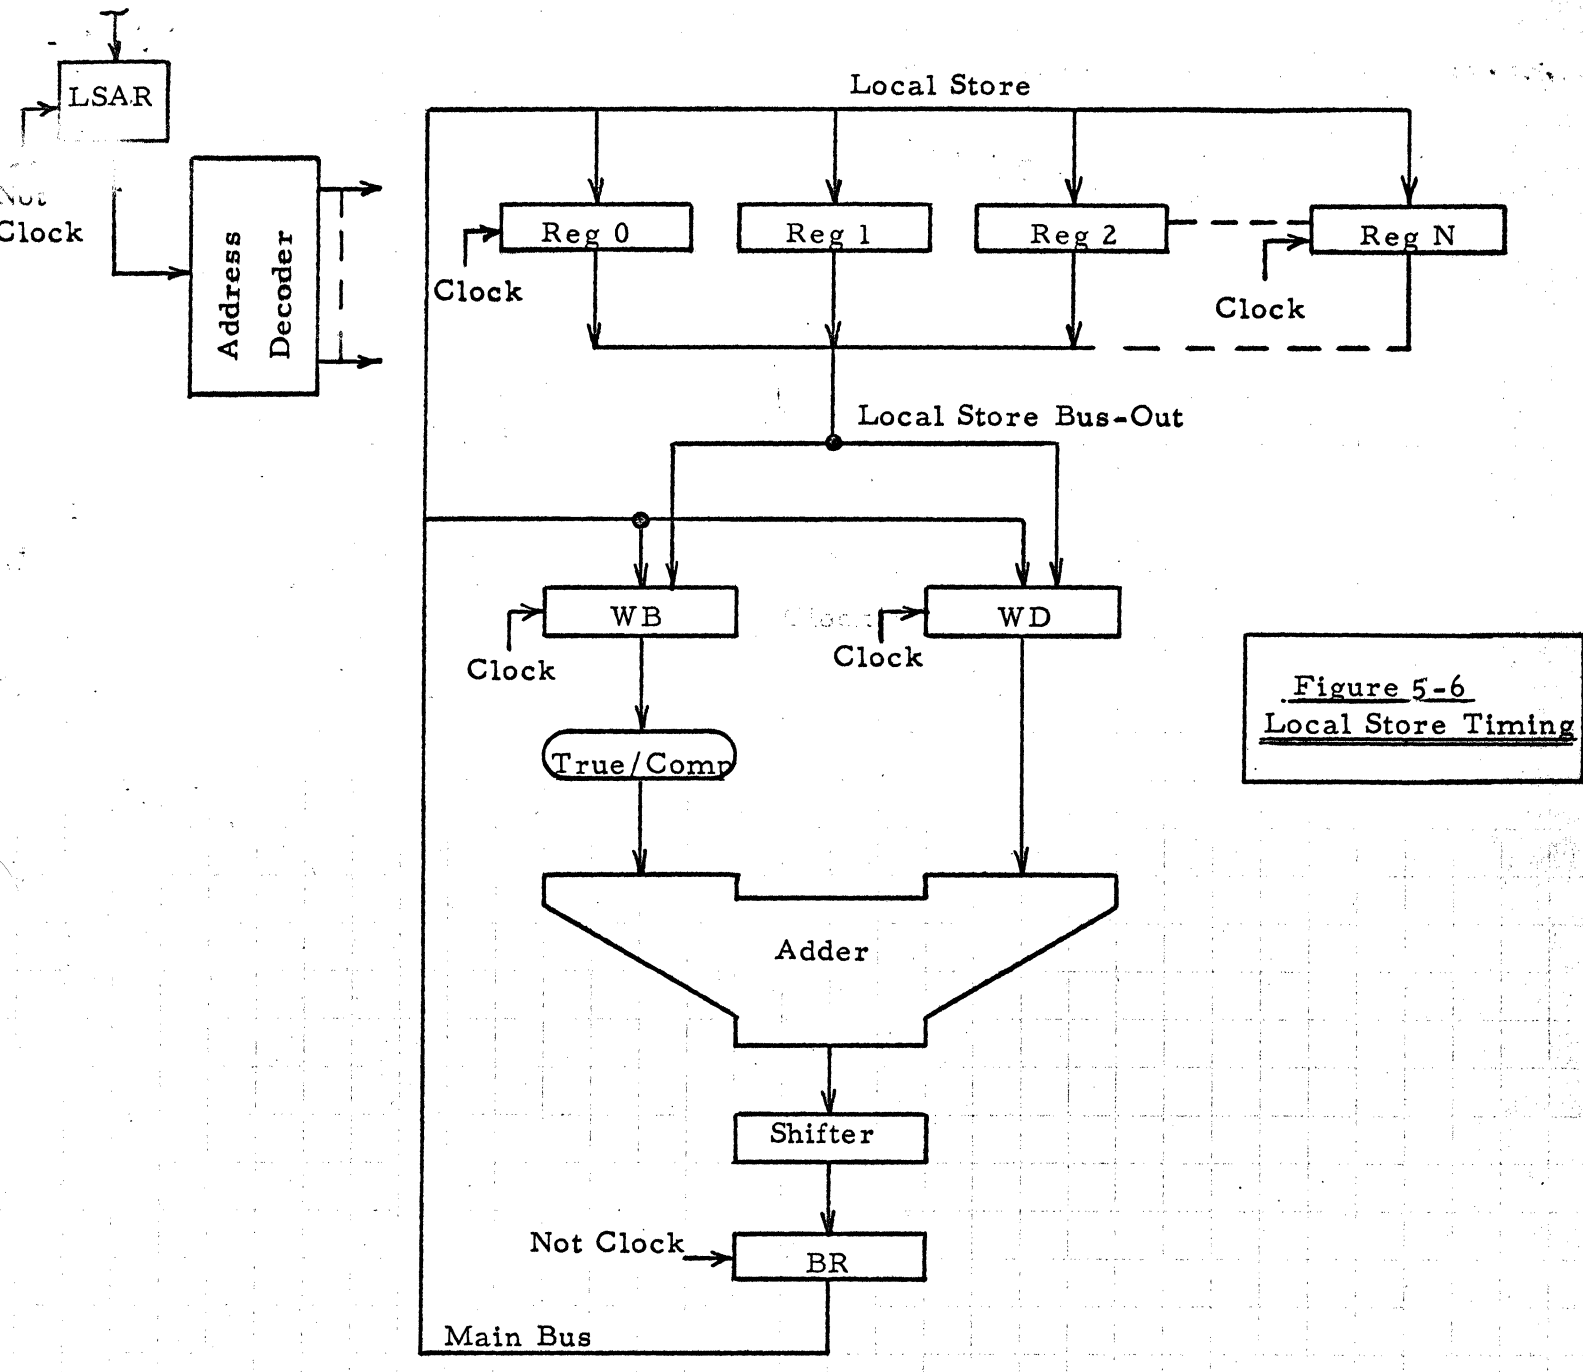 Local Store
LSAR
Not
Clock
Address
Decoder
Reg 0
Reg 1
Reg 2
Reg N
Clock
Clock
Local Store Bus-Out
WB
WD
Clock
Clock
True/Comp
Figure 5-6
Local Store Timing
Adder
Shifter
Not Clock
BR
Main Bus